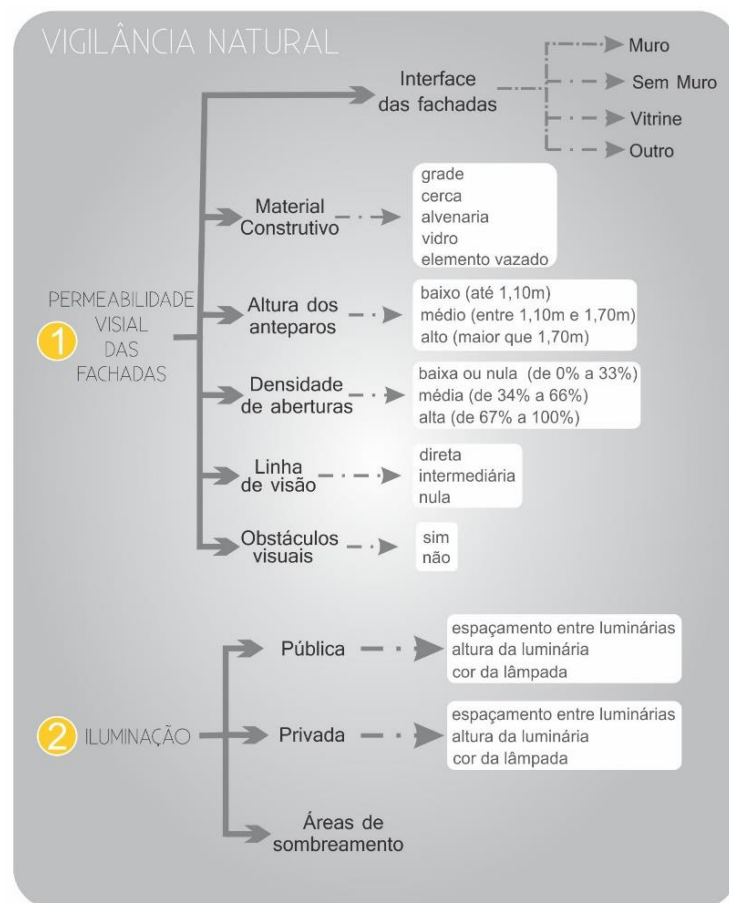 VIGILÂNCIA NATURAL
1
PERMEABILIDADE
VISIAL
DAS
FACHADAS
Interface
das fachadas
Muro
Sem Muro
Vitrine
Outro
Material
Construtivo
grade
cerca
alvenaria
vidro
elemento vazado
Altura dos
anteparos
baixo (até 1,10m)
médio (entre 1,10m e 1,70m)
alto (maior que 1,70m)
Densidade
de aberturas
baixa ou nula (de 0% a 33%)
média (de 34% a 66%)
alta (de 67% a 100%)
Linha
de visão
direta
intermediária
nula
Obstáculos
visuais
sim
não
2
ILUMINAÇÃO
Pública
espaçamento entre luminárias
altura da luminária
cor da lâmpada
Privada
espaçamento entre luminárias
altura da luminária
cor da lâmpada
Áreas de
sombreamento